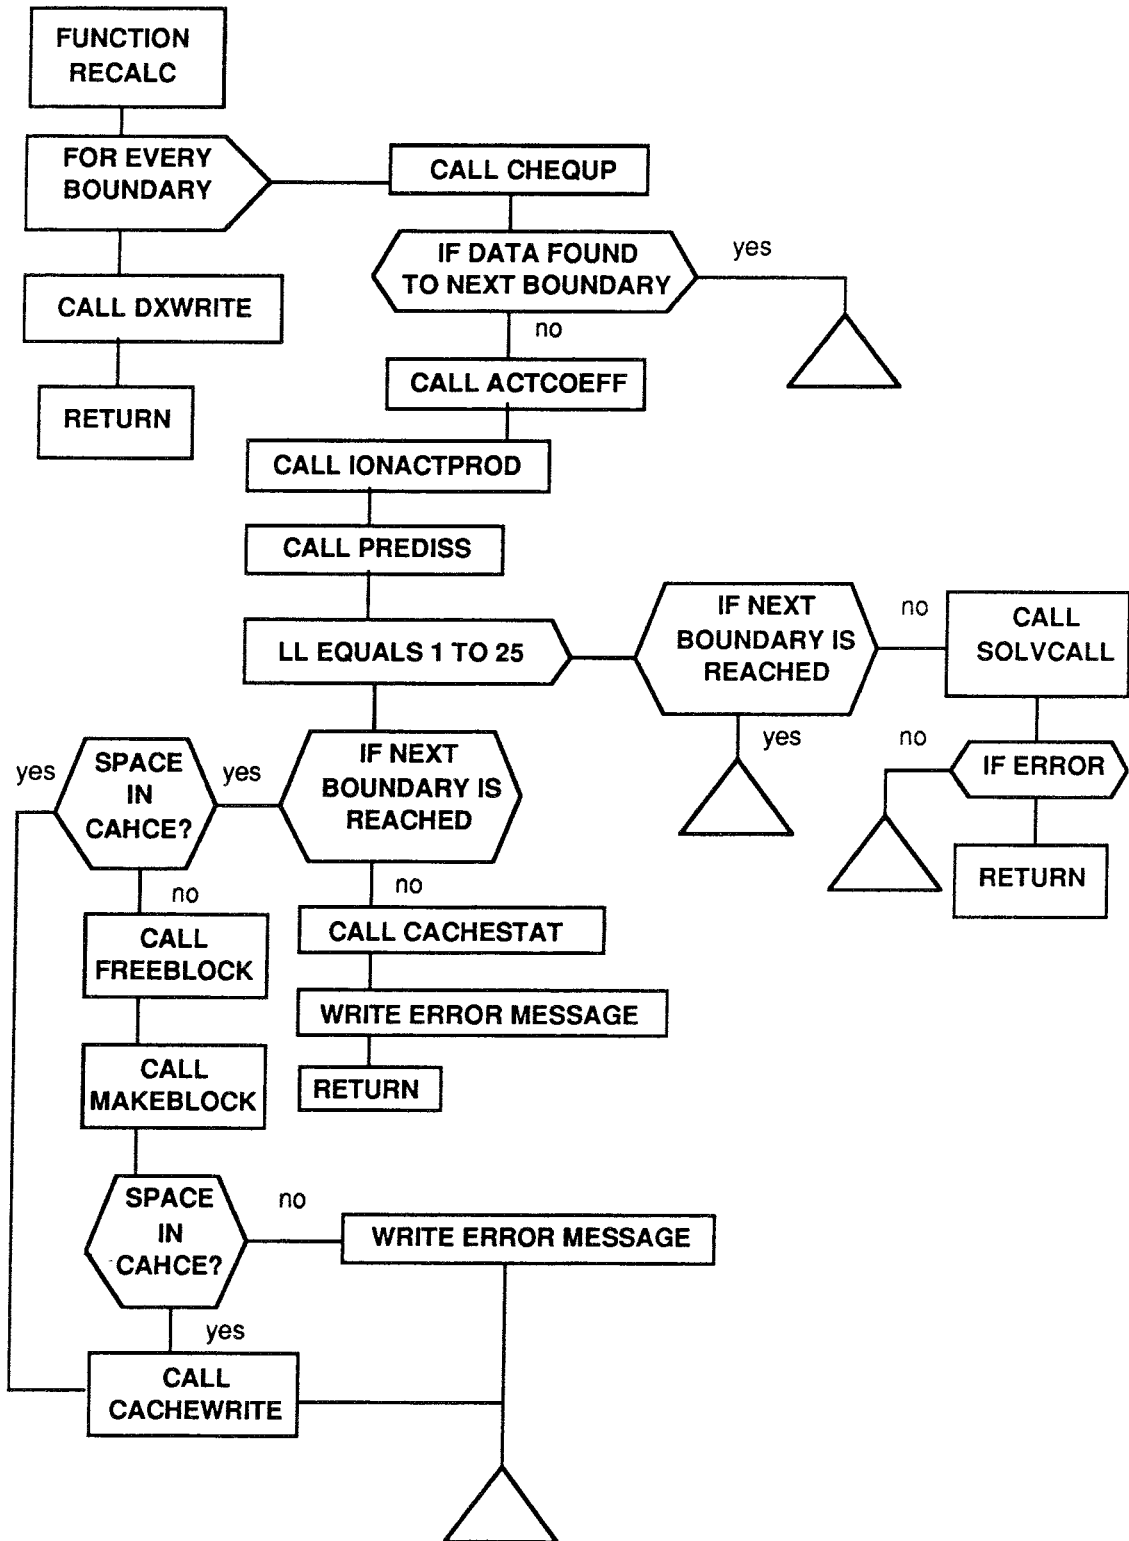 FUNCTION
RECALC
FOR EVERY
BOUNDARY
CALL CHEQUP
IF DATA FOUND
TO NEXT BOUNDARY
yes
CALL DXWRITE
no
RETURN
CALL ACTCOEFF
CALL IONACTPROD
CALL PREDISS
LL EQUALS 1 TO 25
IF NEXT
BOUNDARY IS
REACHED
no
CALL
SOLVCALL
yes
no
IF ERROR
RETURN
IF NEXT
BOUNDARY IS
REACHED
yes
SPACE
IN
CAHCE?
yes
no
no
CALL
FREEBLOCK
CALL CACHESTAT
WRITE ERROR MESSAGE
CALL
MAKEBLOCK
RETURN
SPACE
IN
CAHCE?
no
WRITE ERROR MESSAGE
yes
CALL
CACHEWRITE